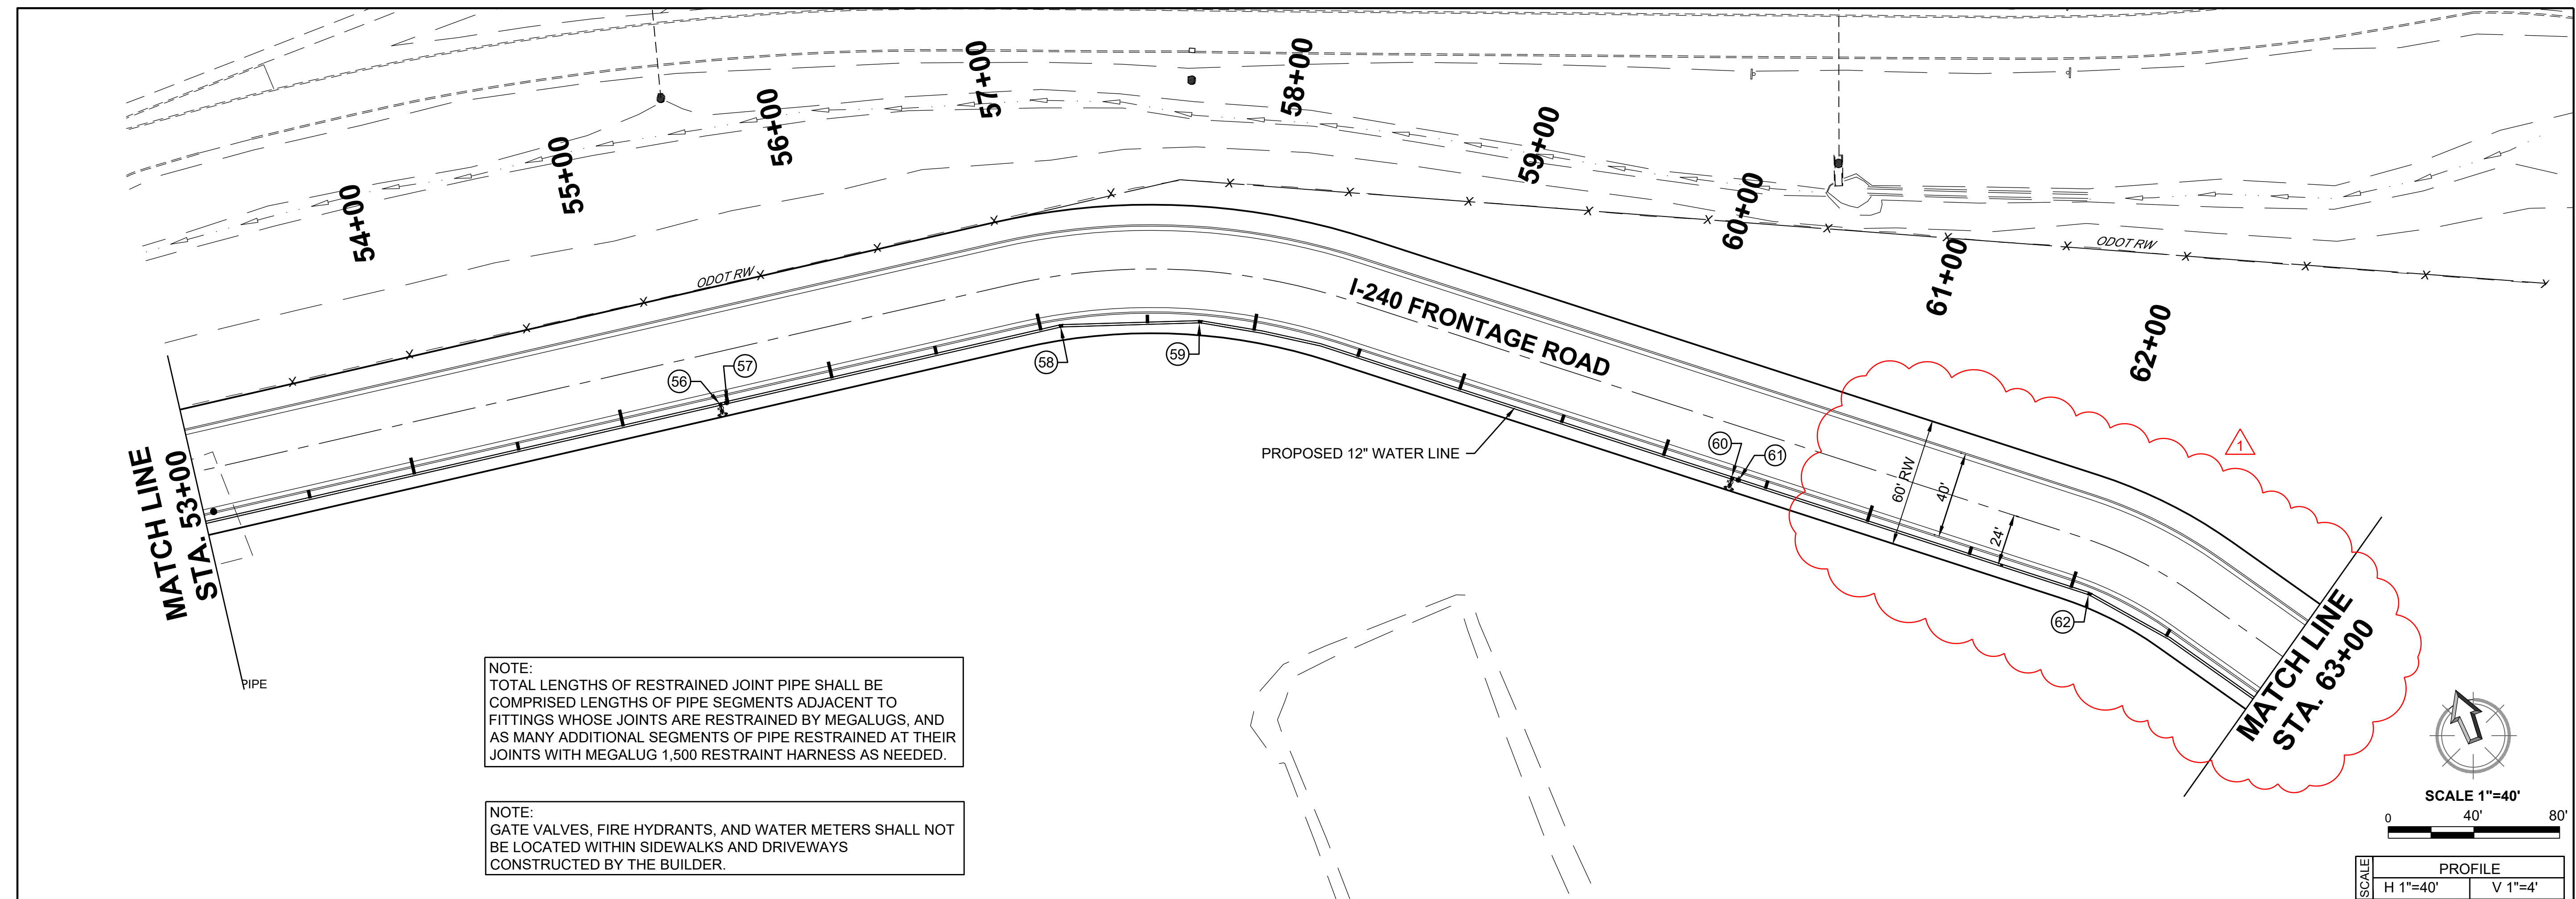 54+00
55+00
56+00
57+00
58+00
59+00
60+00
61+00
62+00
ODOT RW
ODOT RW
I-240 FRONTAGE ROAD
56
57
58
59
60
61
62
PROPOSED 12" WATER LINE
60' RW
40'
24'
1
MATCH LINE
STA. 53+00
MATCH LINE
STA. 63+00
PIPE
NOTE:
TOTAL LENGTHS OF RESTRAINED JOINT PIPE SHALL BE
COMPRISED LENGTHS OF PIPE SEGMENTS ADJACENT TO
FITTINGS WHOSE JOINTS ARE RESTRAINED BY MEGALUGS, AND
AS MANY ADDITIONAL SEGMENTS OF PIPE RESTRAINED AT THEIR
JOINTS WITH MEGALUG 1,500 RESTRAINT HARNESS AS NEEDED.
NOTE:
GATE VALVES, FIRE HYDRANTS, AND WATER METERS SHALL NOT
BE LOCATED WITHIN SIDEWALKS AND DRIVEWAYS
CONSTRUCTED BY THE BUILDER.
SCALE 1"=40'
0 40' 80'
SCALE
PROFILE
H 1"=40' V 1"=4'